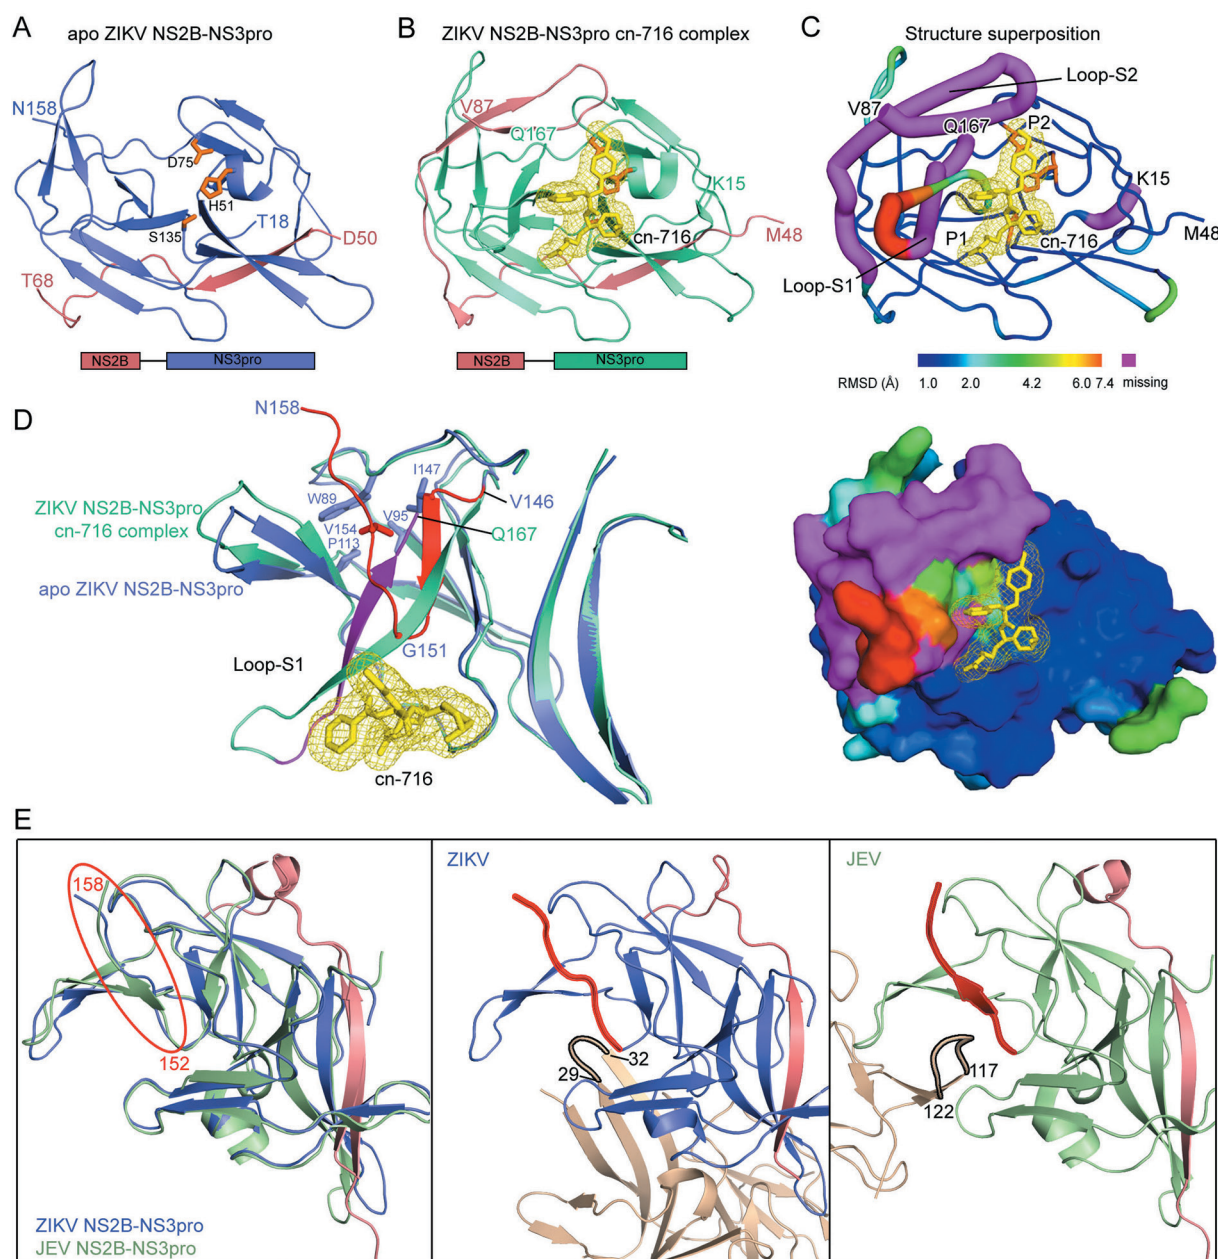 A
apo ZIKV NS2B-NS3pro
N158
D75
H51
S135
T18
D50
T68
NS2B
NS3pro
B
ZIKV NS2B-NS3pro cn-716 complex
V87
Q167
K15
cn-716
M48
NS2B
NS3pro
C
Structure superposition
Loop-S2
V87
Q167
P2
K15
P1
cn-716
M48
Loop-S1
RMSD (Å)
1.0
2.0
4.2
6.0
7.4
missing
D
N158
I147
W89
V146
ZIKV NS2B-NS3pro
cn-716 complex
V95
V154
Q167
P113
apo ZIKV NS2B-NS3pro
G151
Loop-S1
cn-716
E
158
152
ZIKV NS2B-NS3pro
JEV NS2B-NS3pro
ZIKV
32
29
JEV
117
122